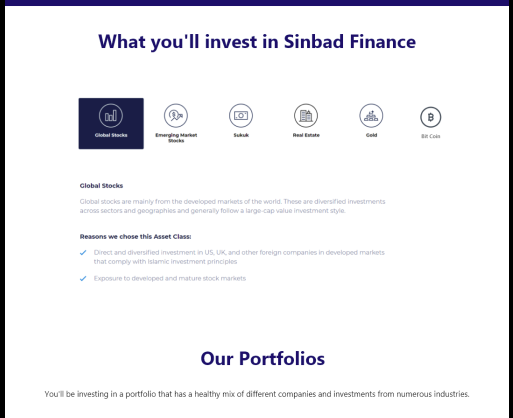 What you'll invest in Sinbad Finance
Global Stocks
Emerging Market
Stocks
Sukuk
Real Estate
Gold
Bit Coin
Global Stocks
Global stocks are mainly from the developed markets of the world. These are diversified investments
across sectors and geographies and generally follow a large-cap value investment style.
Reasons we chose this Asset Class:
Direct and diversified investment in US, UK, and other foreign companies in developed markets
that comply with Islamic investment principles
Exposure to developed and mature stock markets
Our Portfolios
You'll be investing in a portfolio that has a healthy mix of different companies and investments from numerous industries.